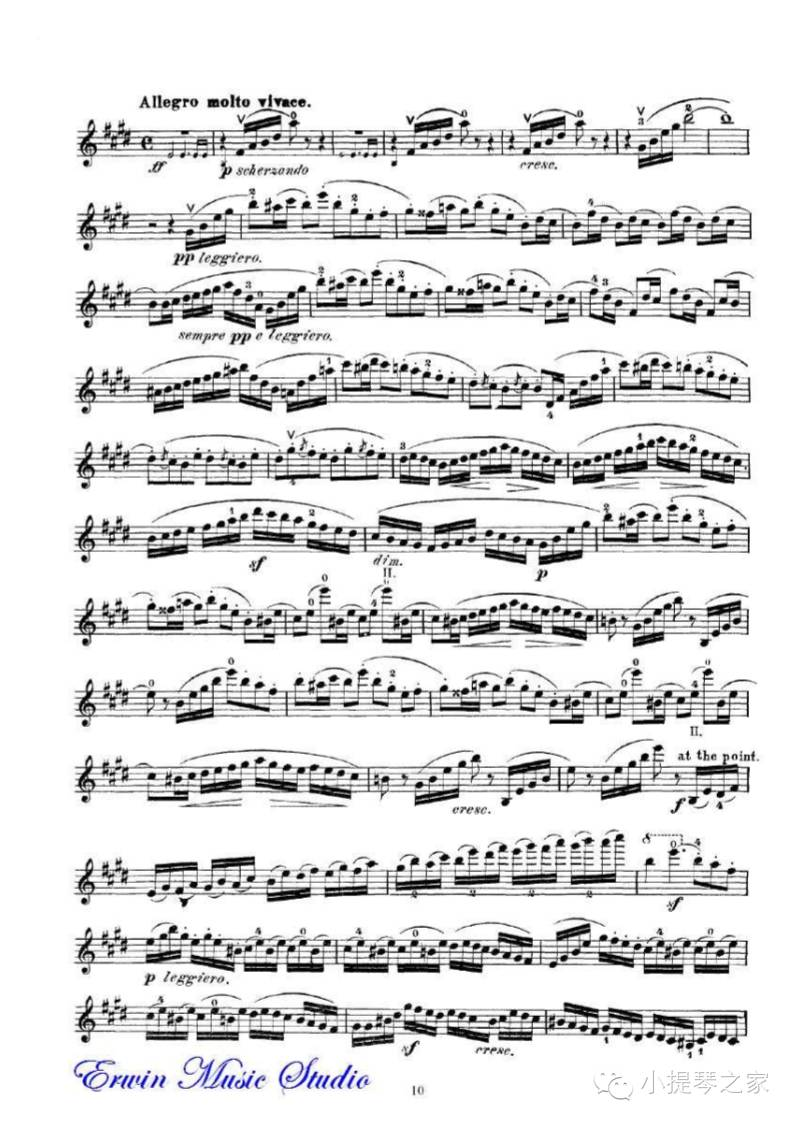 Allegro molto vivace.
ff
p scherzando
cresc.
pp leggiero.
sempre pp e leggiero.
sf
dim.
p
II.
II.
cresc.
at the point.
f
sf
p leggiero.
sf
cresc.
Erwin Music Studio
10
小提琴之家